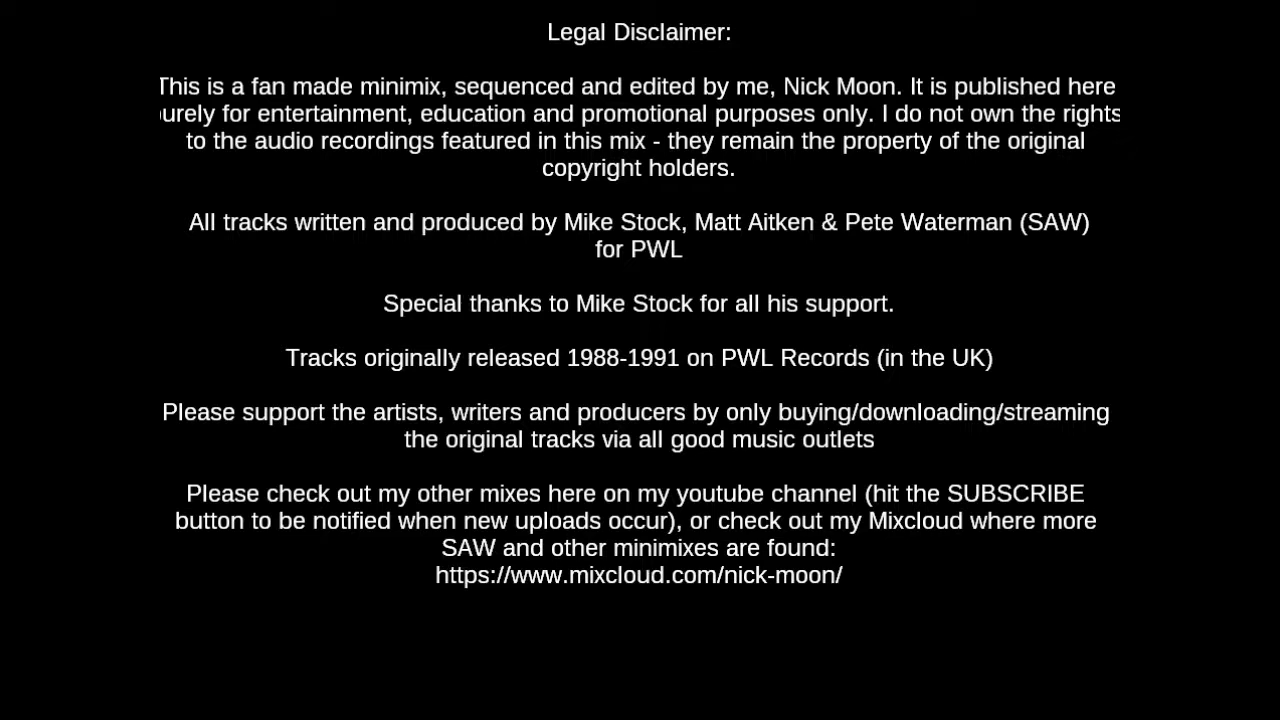 Legal Disclaimer:
This is a fan made minimix, sequenced and edited by me, Nick Moon. It is published here
urely for entertainment, education and promotional purposes only. I do not own the rights
to the audio recordings featured in this mix - they remain the property of the original
copyright holders.
All tracks written and produced by Mike Stock, Matt Aitken & Pete Waterman (SAW)
for PWL
Special thanks to Mike Stock for all his support.
Tracks originally released 1988-1991 on PWL Records (in the UK)
Please support the artists, writers and producers by only buying/downloading/streaming
the original tracks via all good music outlets
Please check out my other mixes here on my youtube channel (hit the SUBSCRIBE
button to be notified when new uploads occur), or check out my Mixcloud where more
SAW and other minimixes are found:
https://www.mixcloud.com/nick-moon/